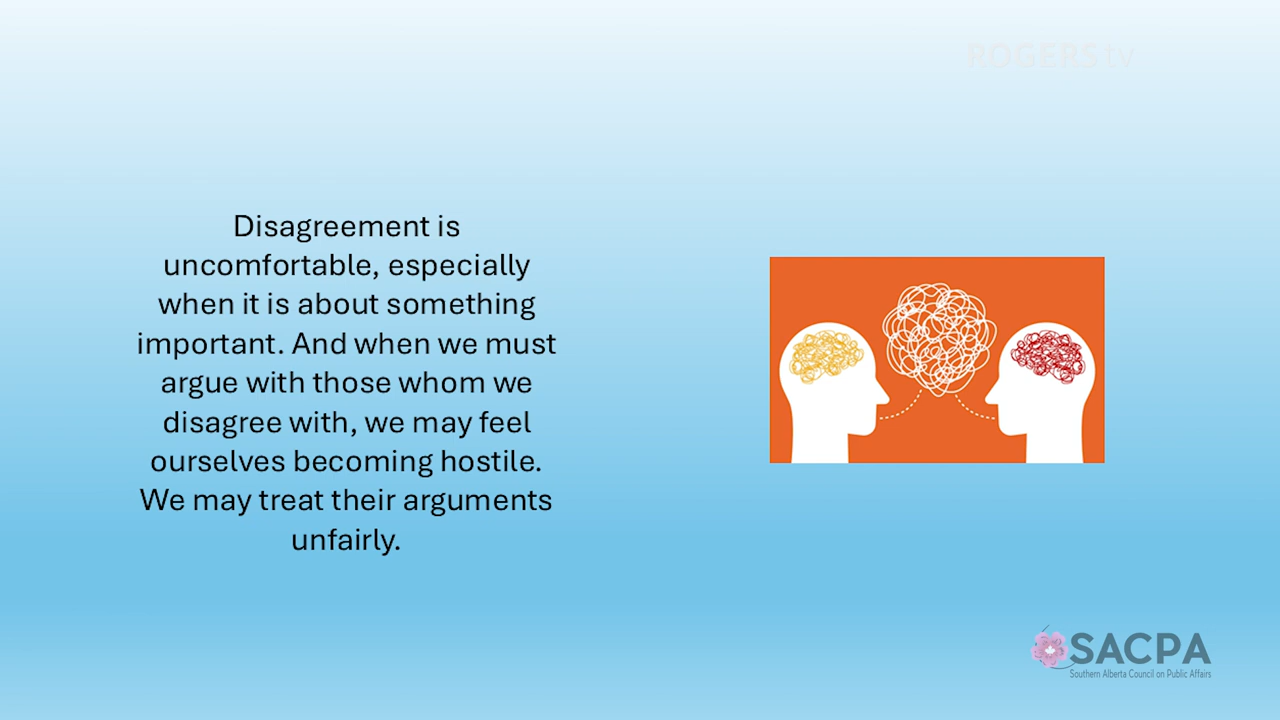 ROGERS tv
Disagreement is
uncomfortable, especially
when it is about something
important. And when we must
argue with those whom we
disagree with, we may feel
ourselves becoming hostile.
We may treat their arguments
unfairly.
SACPA
Southern Alberta Council on Public Affairs